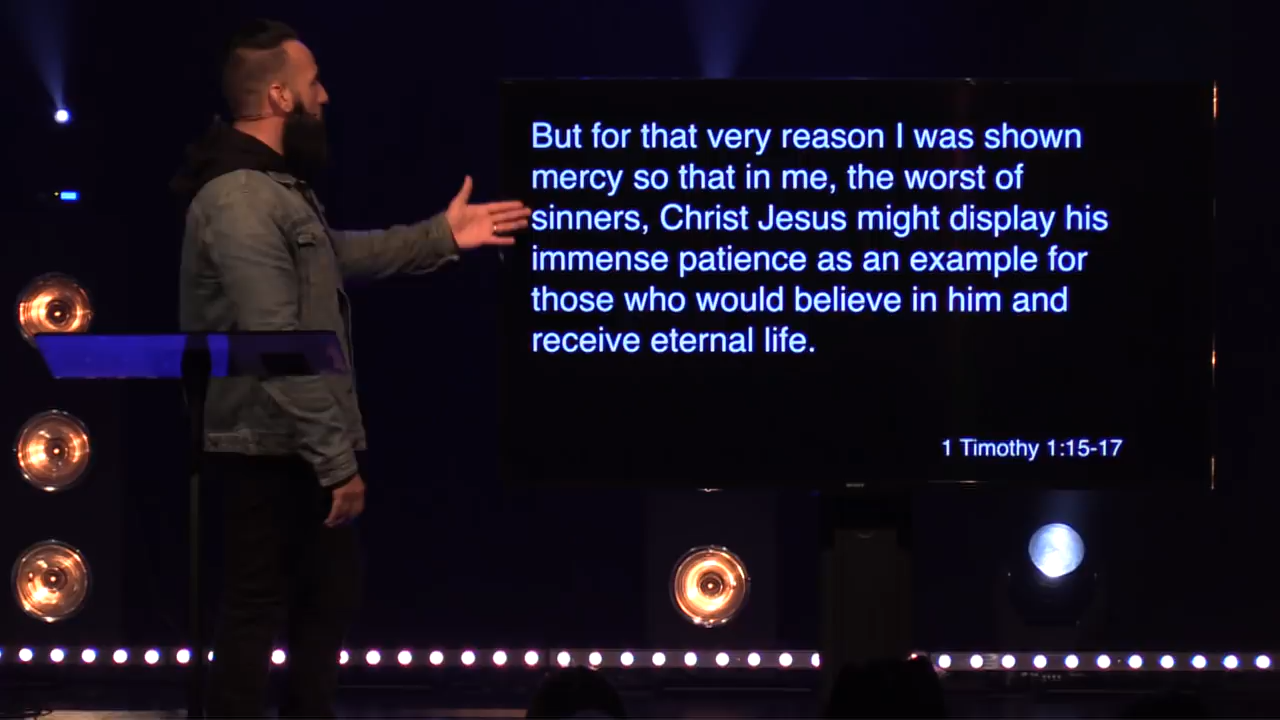 But for that very reason I was shown
mercy so that in me, the worst of
sinners, Christ Jesus might display his
immense patience as an example for
those who would believe in him and
receive eternal life.
1 Timothy 1:15-17